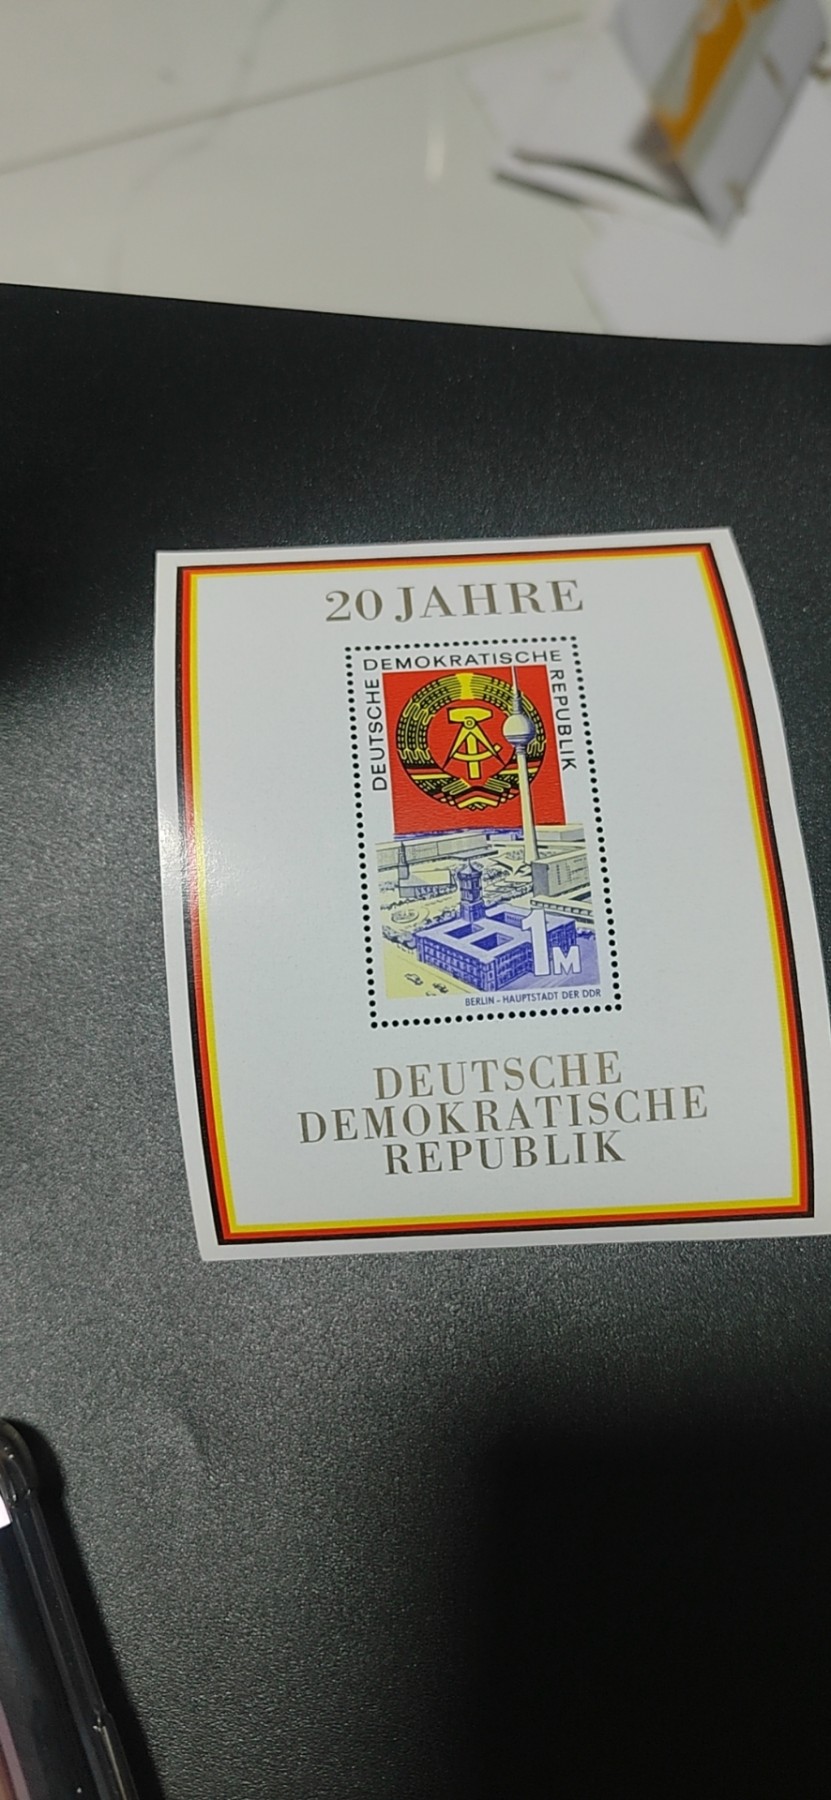 20 JAHRE
DEUTSCHE
DEMOKRATISCHE
REPUBLIK
1M
BERLIN - HAUPTSTADT DER DDR
DEUTSCHE
DEMOKRATISCHE
REPUBLIK